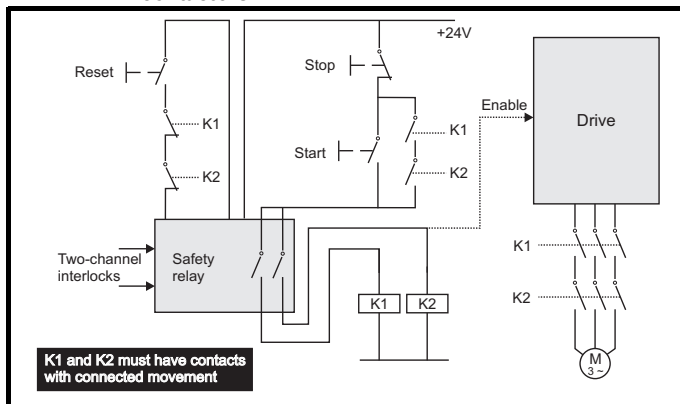 +24V
Reset
Stop
K1
K2
Start
K1
K2
Enable
Drive
Two-channel
interlocks
Safety
relay
K1
K2
K1
K2
M
3 ~
K1 and K2 must have contacts
with connected movement